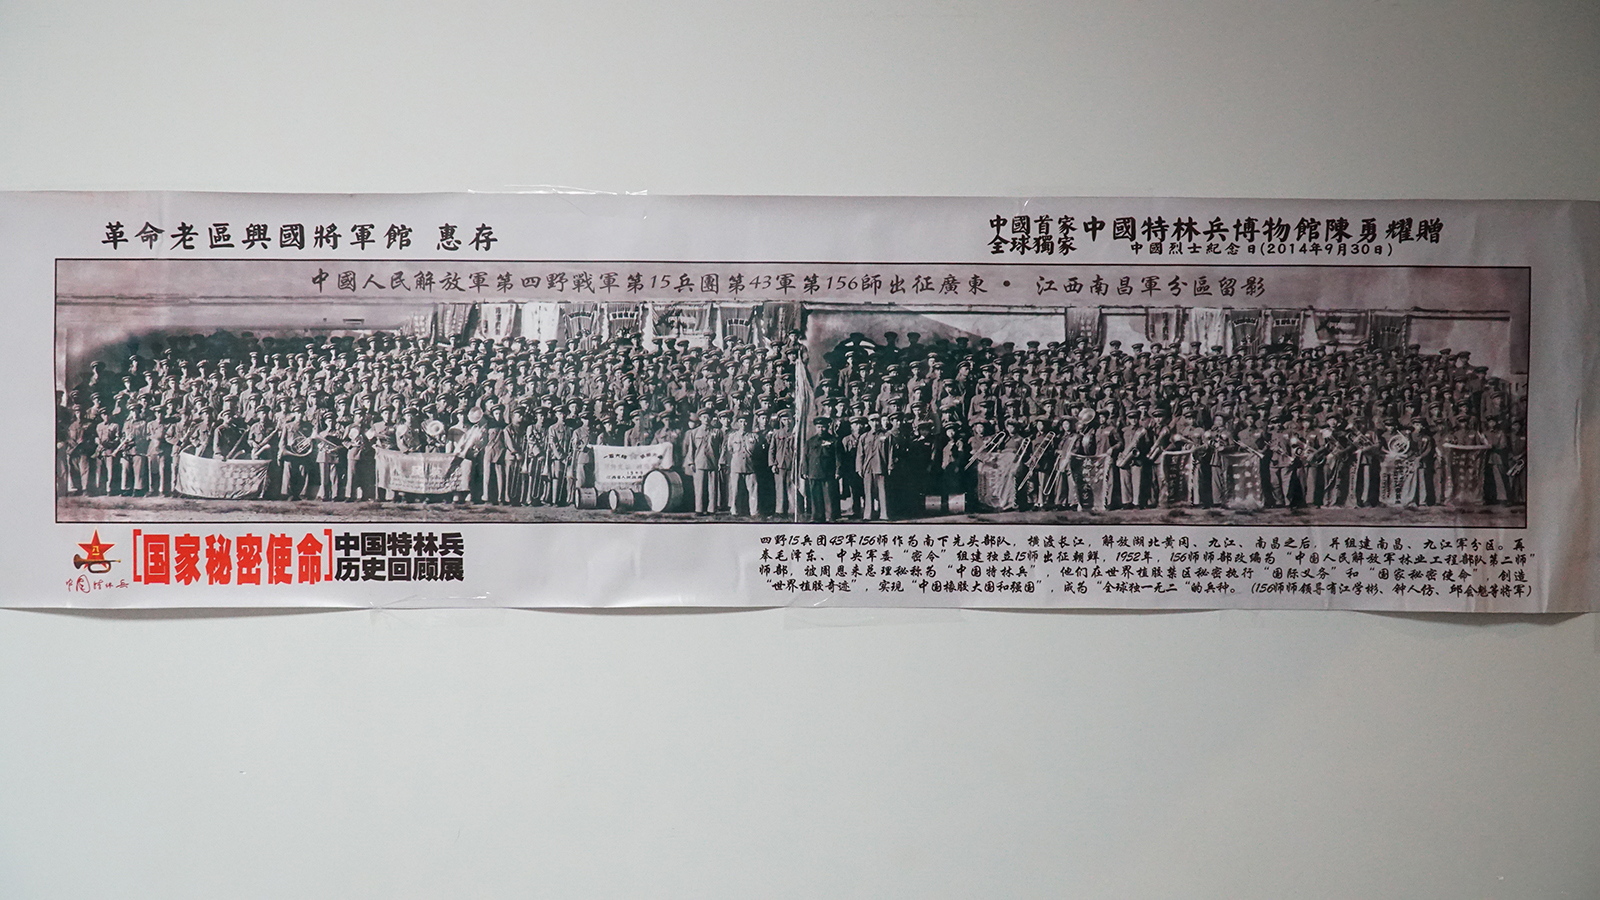 革命老區興國將軍館 惠存
中國首家
全球獨家
中國特林兵博物館陳勇耀贈
中國烈士紀念日(2014年9月30日)
中國人民解放軍第四野戰軍第15兵團第43軍第156師出征廣東·江西南昌軍分區留影
八一
中国特林兵
[国家秘密使命]
中国特林兵
历史回顾展
四野15兵团43军156师作为南下先头部队，横渡长江，解放湖北黄冈、九江、南昌之后，并组建南昌、九江军分区。再
奉毛泽东、中央军委“密令”组建独立15师出征朝鲜，1952年，156师师部改编为“中国人民解放军林业工程部队第二师”
师部，被周恩来总理秘称为“中国特林兵”，他们在世界植胶禁区秘密执行“国际义务”和“国家秘密使命”，创造
“世界植胶奇迹”，实现“中国橡胶大国和强国”，成为“全球独一无二”的兵种。(156师师领导有江学彬、钟人仿、邱会魁等将军)